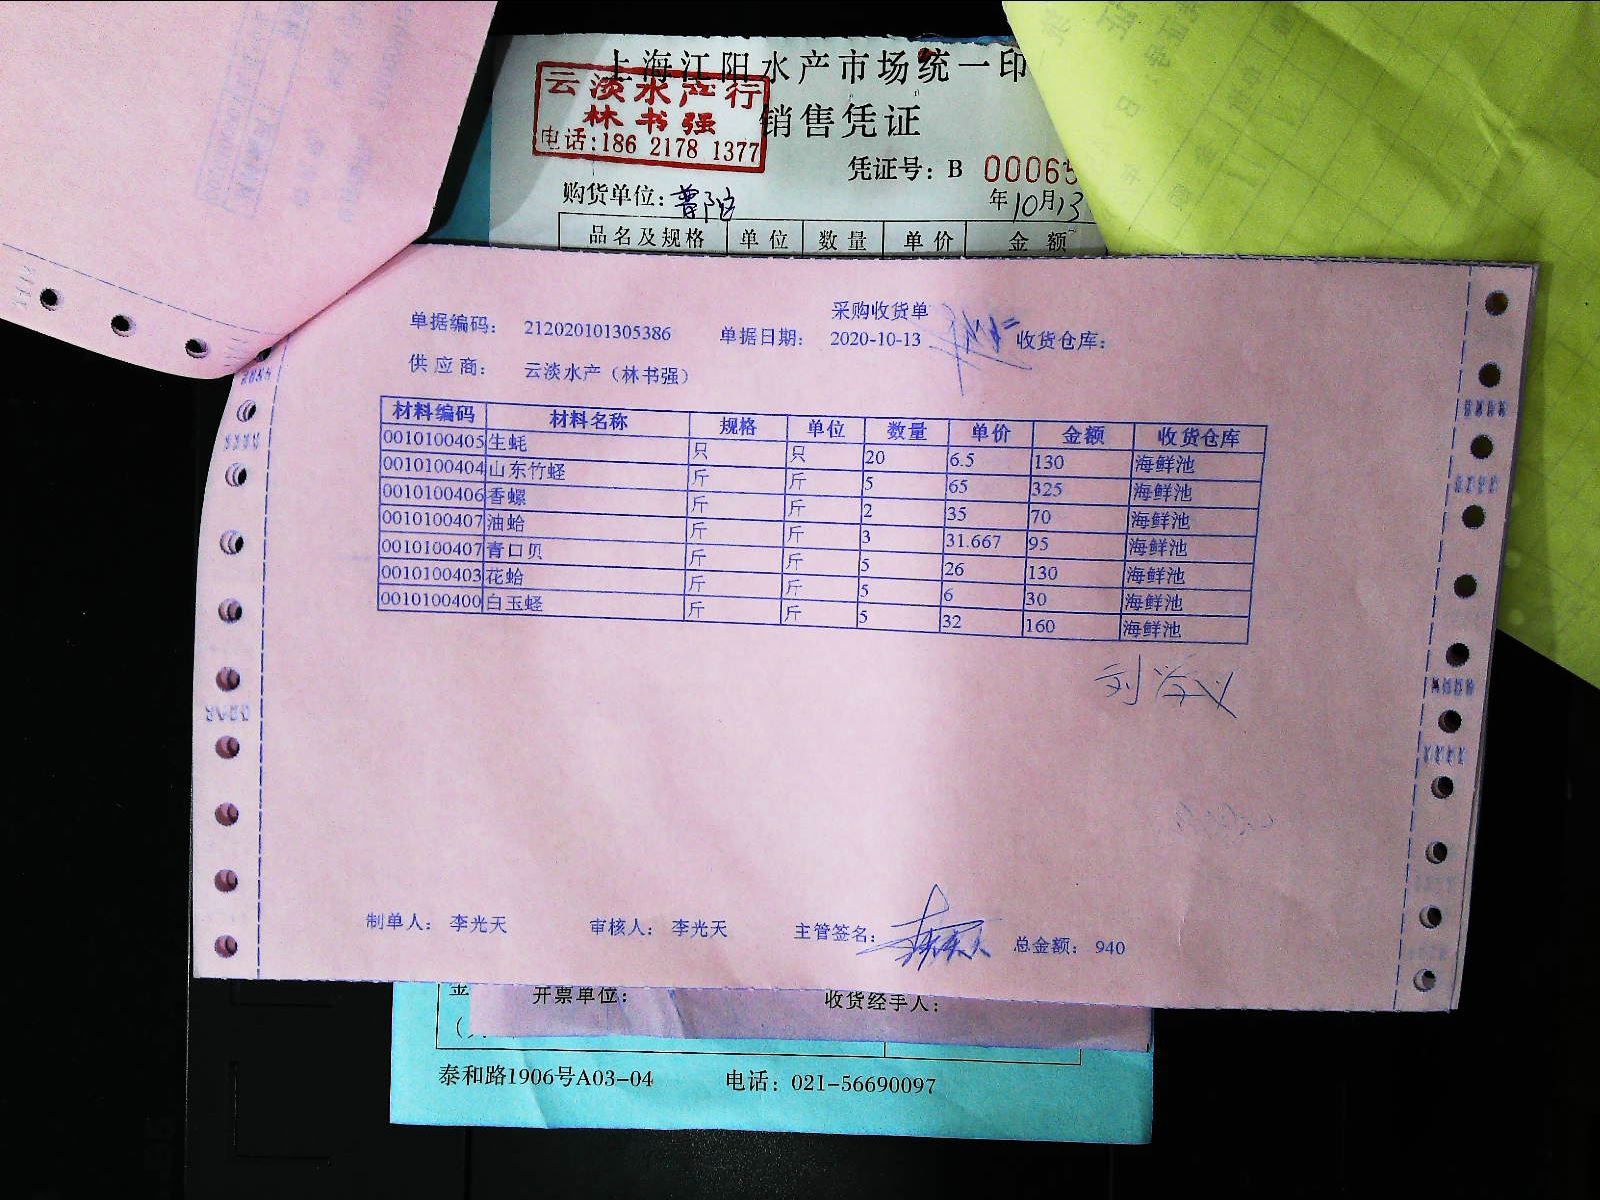 上海江阳水产市场统一印
云淡水产行
林书强
电话:186 2178 1377
销售凭证
凭证号: B 00065
购货单位: 普陀
年10月13
品名及规格 单位 数量 单价 金额
采购收货单
单据编码: 212020101305386 单据日期: 2020-10-13 收货仓库:
供应商: 云淡水产（林书强）
材料编码 材料名称 规格 单位 数量 单价 金额 收货仓库
0010100405 生蚝 只 只 20 6.5 130 海鲜池
0010100404 山东竹蛏 斤 斤 5 65 325 海鲜池
0010100406 香螺 斤 斤 2 35 70 海鲜池
0010100407 油蛤 斤 斤 3 31.667 95 海鲜池
0010100407 青口贝 斤 斤 5 26 130 海鲜池
0010100403 花蛤 斤 斤 5 6 30 海鲜池
0010100400 白玉蛏 斤 斤 5 32 160 海鲜池
制单人: 李光天 审核人: 李光天 主管签名: 总金额: 940
金 开票单位: 收货经手人:
泰和路1906号A03-04 电话: 021-56690097